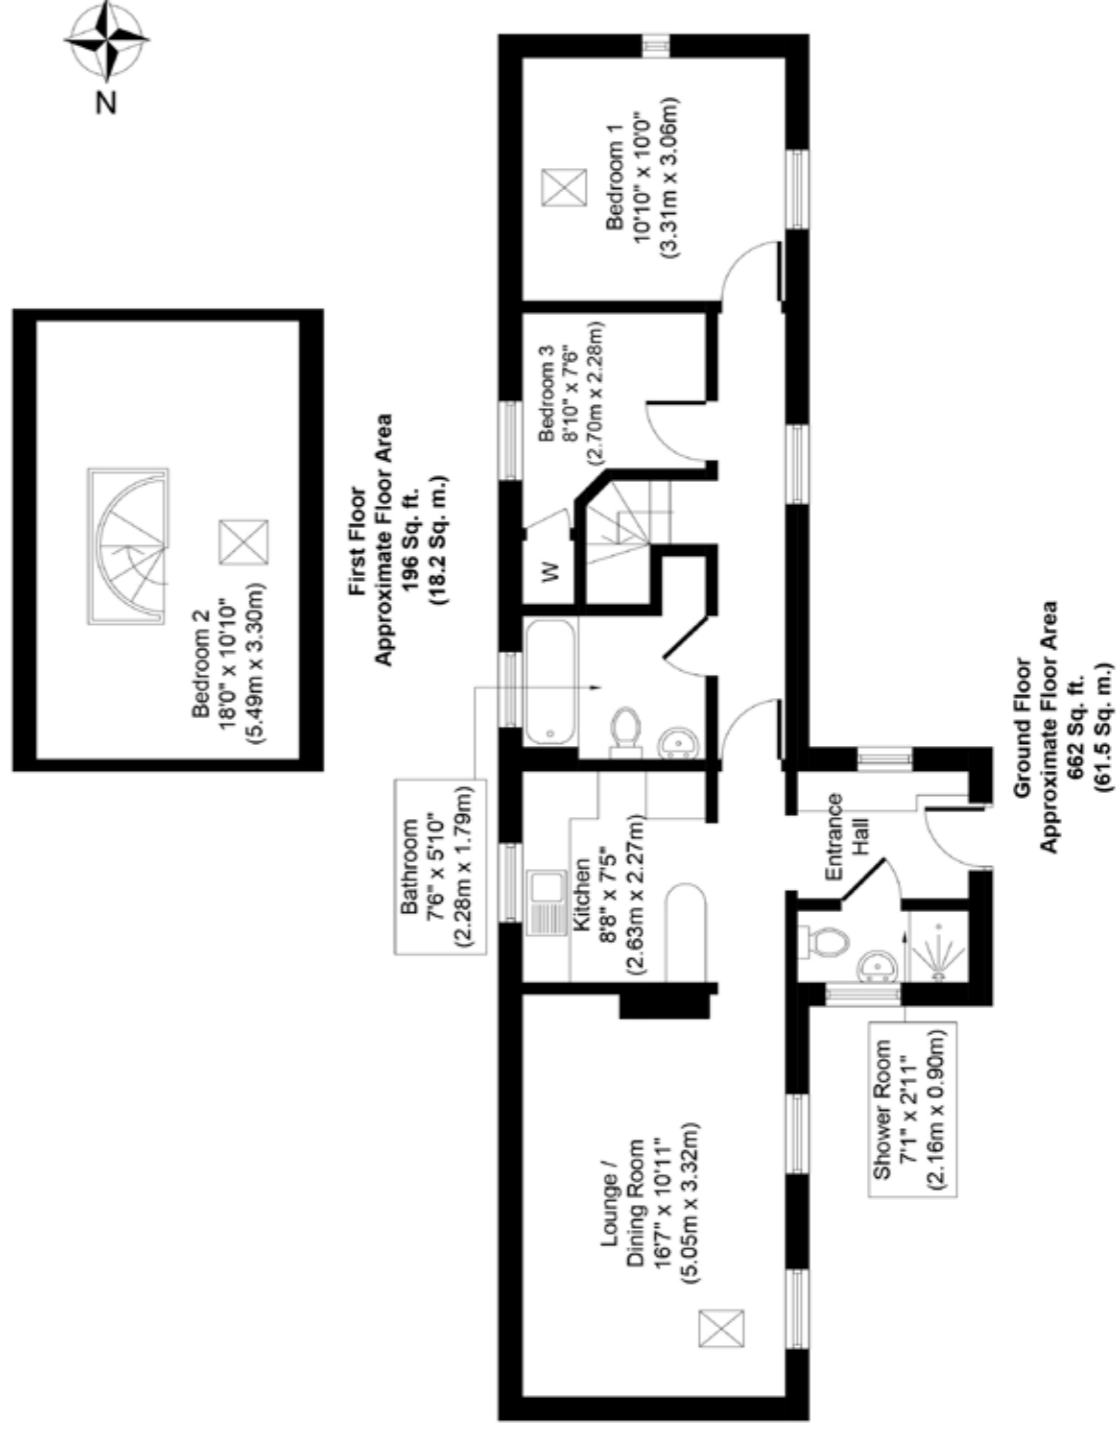 N
Bedroom 2
18'0" x 10'10"
(5.49m x 3.30m)
First Floor
Approximate Floor Area
196 Sq. ft.
(18.2 Sq. m.)
Bathroom
7'6" x 5'10"
(2.28m x 1.79m)
Lounge /
Dining Room
16'7" x 10'11"
(5.05m x 3.32m)
Kitchen
8'8" x 7'5"
(2.63m x 2.27m)
W
Bedroom 3
8'10" x 7'6"
(2.70m x 2.28m)
Bedroom 1
10'10" x 10'0"
(3.31m x 3.06m)
Entrance
Hall
Shower Room
7'1" x 2'11"
(2.16m x 0.90m)
Ground Floor
Approximate Floor Area
662 Sq. ft.
(61.5 Sq. m.)